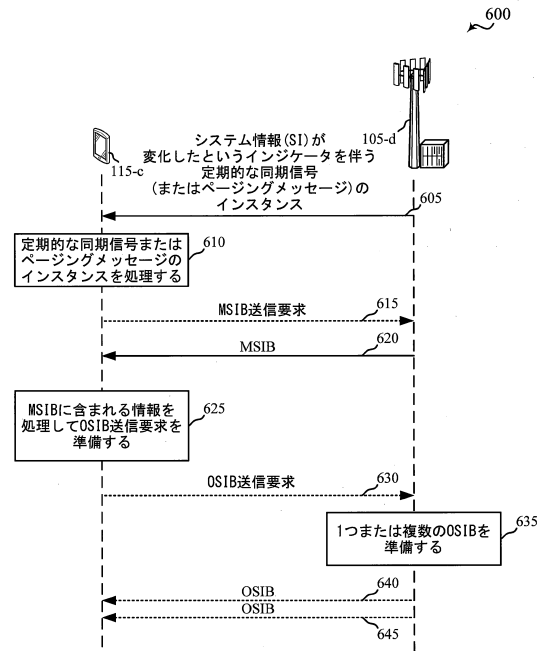 600
システム情報(SI)が
変化したというインジケータを伴う
定期的な同期信号
(またはページングメッセージ)の
インスタンス
105-d
115-c
605
定期的な同期信号または
ページングメッセージの
インスタンスを処理する
610
MSIB送信要求
615
MSIB
620
MSIBに含まれる情報を
処理してOSIB送信要求を
準備する
625
OSIB送信要求
630
1つまたは複数のOSIBを
準備する
635
OSIB
640
OSIB
645